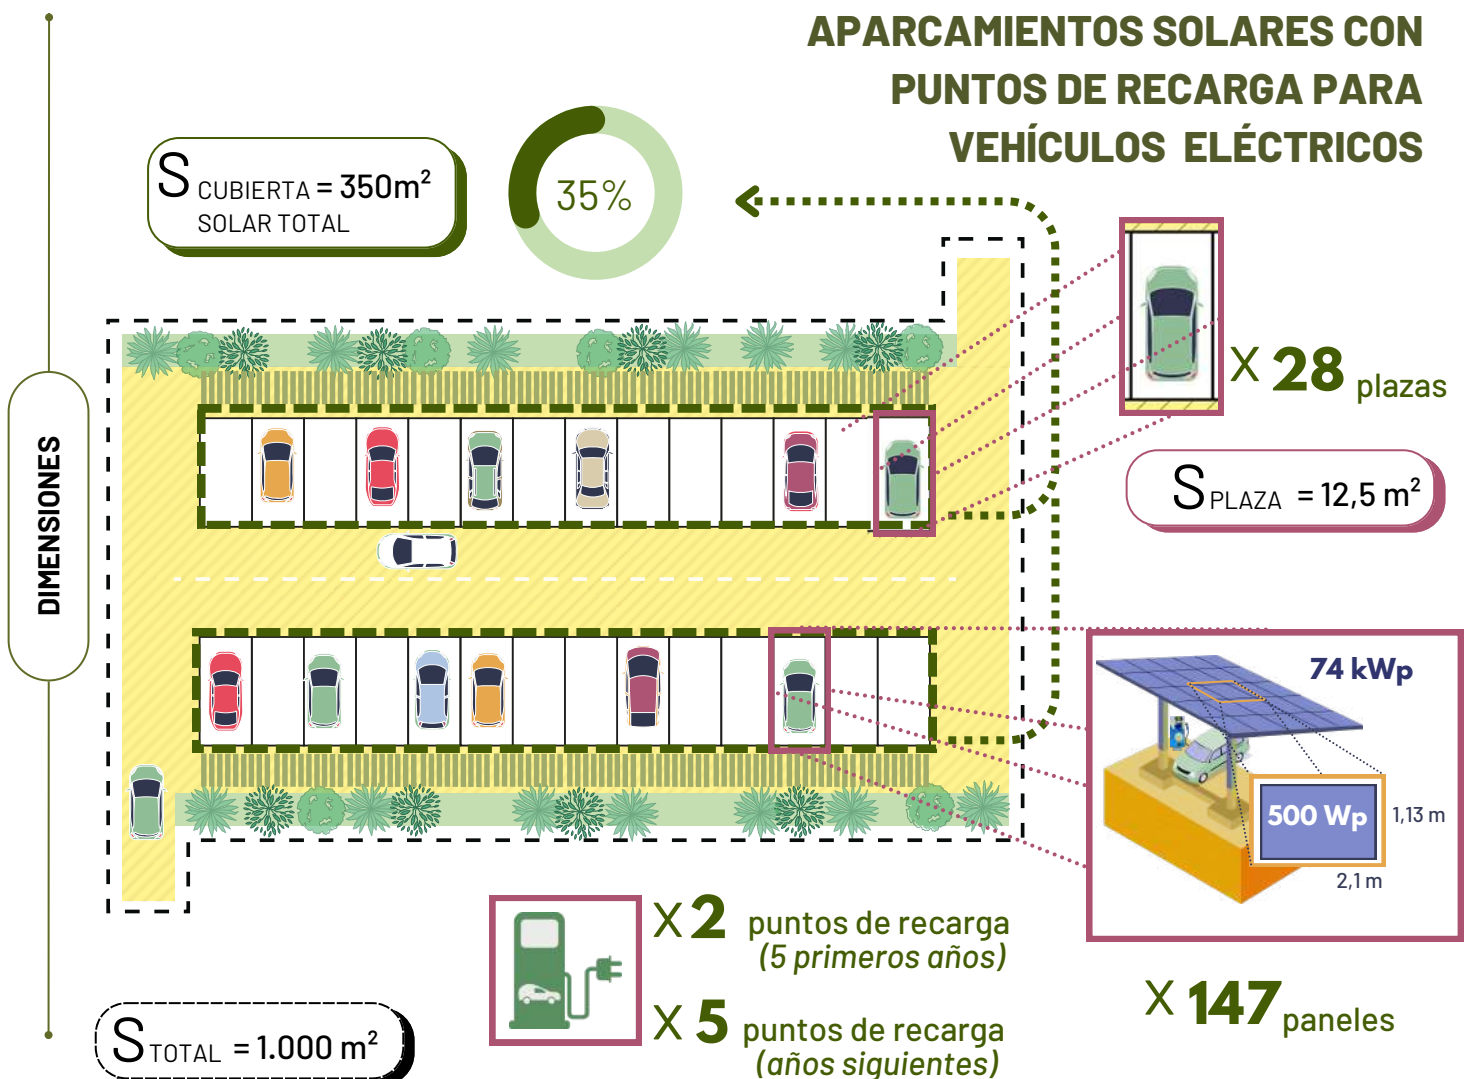 APARCAMIENTOS SOLARES CON
PUNTOS DE RECARGA PARA
VEHÍCULOS ELÉCTRICOS
S CUBIERTA = 350m²
SOLAR TOTAL
35%
X 28 plazas
S PLAZA = 12,5 m²
DIMENSIONES
74 kWp
500 Wp
1,13 m
2,1 m
X 147 paneles
X 2 puntos de recarga
(5 primeros años)
X 5 puntos de recarga
(años siguientes)
S TOTAL = 1.000 m²